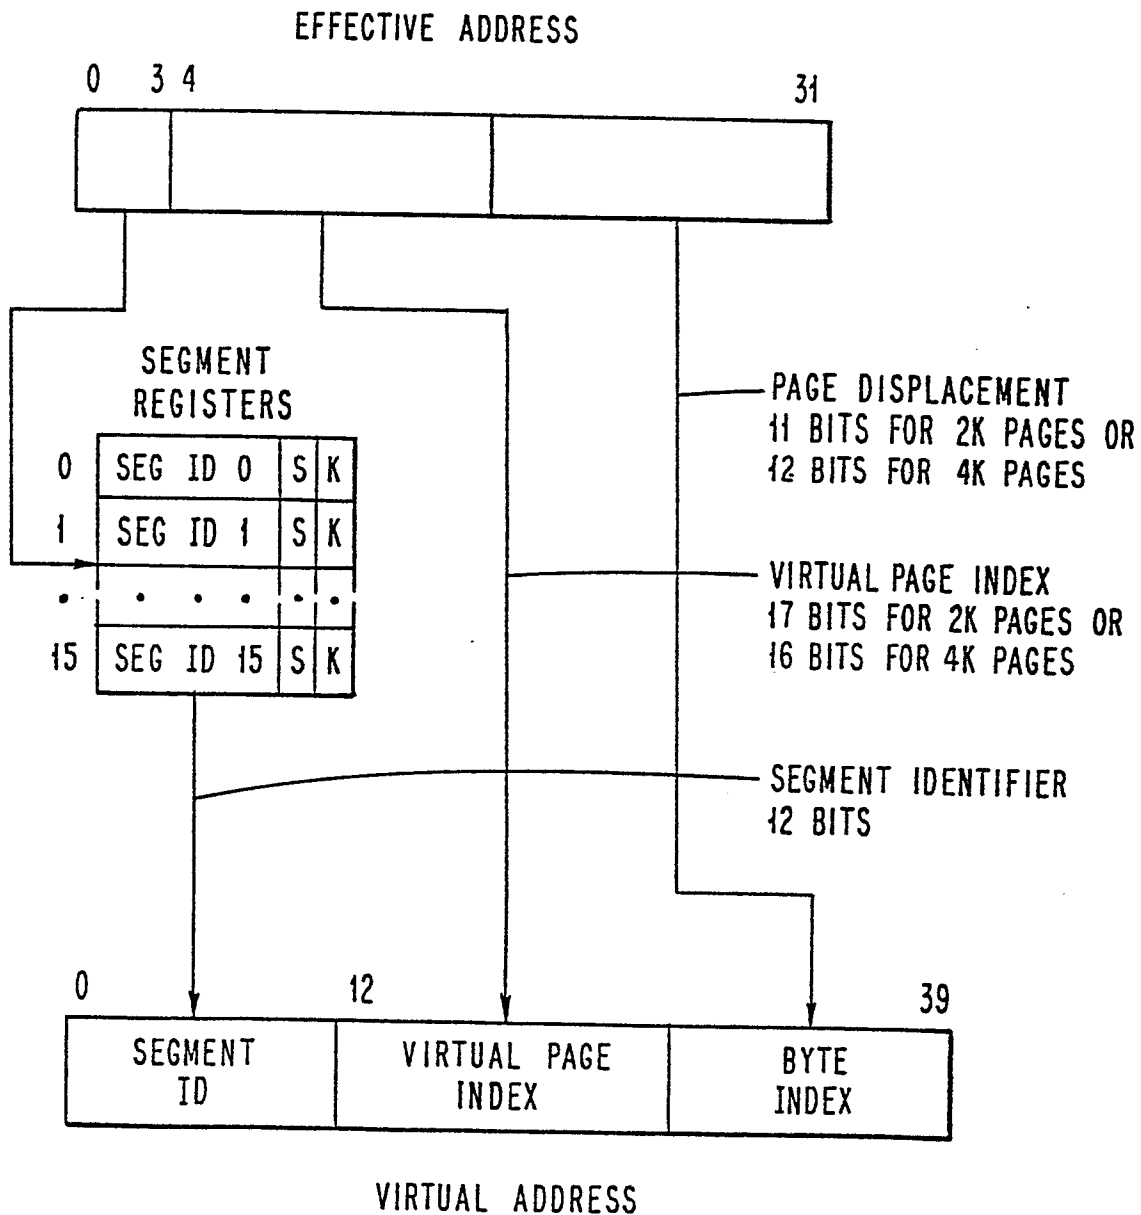 EFFECTIVE ADDRESS
0 3 4 31
SEGMENT
REGISTERS
0 SEG ID 0 S K
1 SEG ID 1 S K
15 SEG ID 15 S K
PAGE DISPLACEMENT
11 BITS FOR 2K PAGES OR
12 BITS FOR 4K PAGES
VIRTUAL PAGE INDEX
17 BITS FOR 2K PAGES OR
16 BITS FOR 4K PAGES
SEGMENT IDENTIFIER
12 BITS
0 12 39
SEGMENT
ID
VIRTUAL PAGE
INDEX
BYTE
INDEX
VIRTUAL ADDRESS